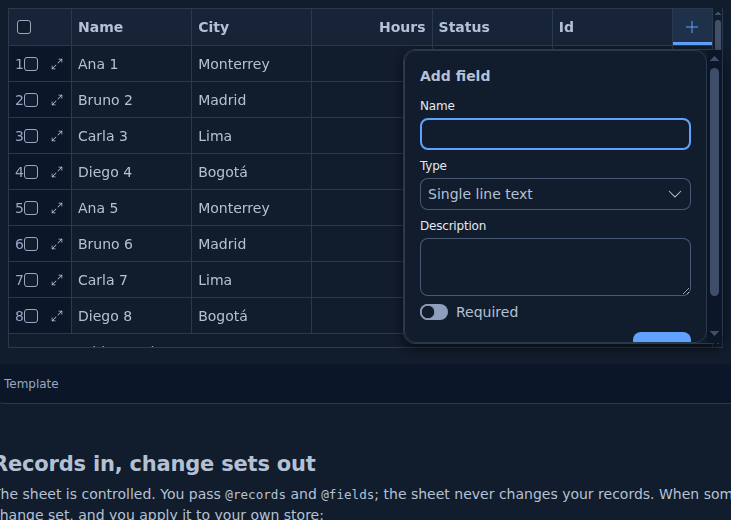 Name City Hours Status Id +
1 Ana 1 Monterrey
2 Bruno 2 Madrid
3 Carla 3 Lima
4 Diego 4 Bogotá
5 Ana 5 Monterrey
6 Bruno 6 Madrid
7 Carla 7 Lima
8 Diego 8 Bogotá
Add field
Name
Type
Single line text
Description
Required
Template
Records in, change sets out
The sheet is controlled. You pass @records and @fields; the sheet never changes your records. When som
hange set, and you apply it to your own store: